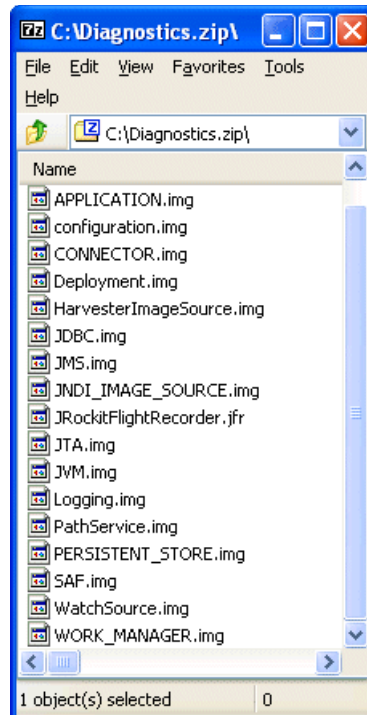 C:\Diagnostics.zip\
File Edit View Favorites Tools
Help
C:\Diagnostics.zip\
Name
APPLICATION.img
configuration.img
CONNECTOR.img
Deployment.img
HarvesterImageSource.img
JDBC.img
JMS.img
JNDI_IMAGE_SOURCE.img
JRockitFlightRecorder.jfr
JTA.img
JVM.img
Logging.img
PathService.img
PERSISTENT_STORE.img
SAF.img
WatchSource.img
WORK_MANAGER.img
1 object(s) selected 0